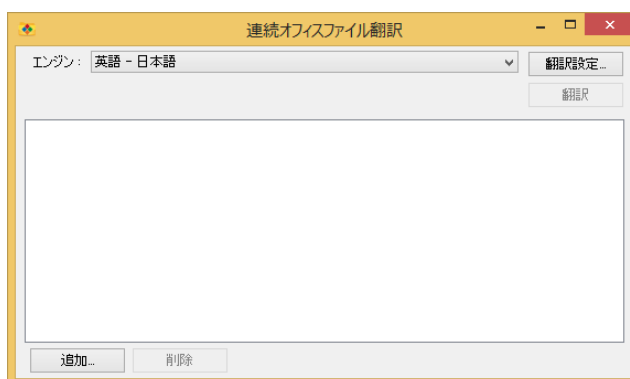 連続オフィスファイル翻訳
エンジン： 英語 - 日本語
翻訳設定...
翻訳
追加...
削除